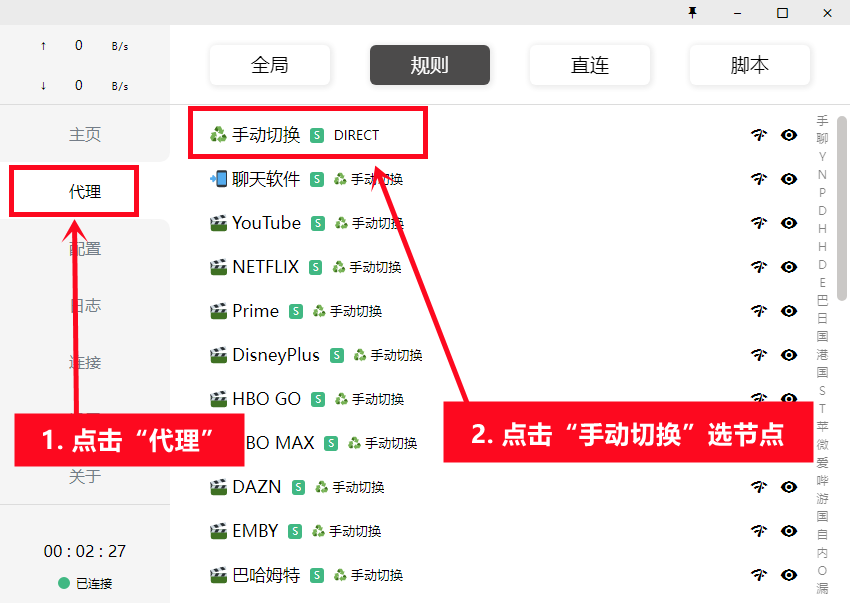 ↑ 0 B/s
↓ 0 B/s
全局 规则 直连 脚本
主页
代理
配置
日志
连接
关于
00 : 02 : 27
已连接
手动切换 S DIRECT
聊天软件 S 手动切换
YouTube S 手动切换
NETFLIX S 手动切换
Prime S 手动切换
DisneyPlus S 手动切换
HBO GO S 手动切换
BO MAX S 手动切换
DAZN S 手动切换
EMBY S 手动切换
巴哈姆特 S 手动切换
1. 点击“代理”
2. 点击“手动切换”选节点
手
聊
Y
N
P
D
H
H
D
E
巴
日
国
港
国
S
T
苹
微
爱
哔
游
国
自
内
O
漏